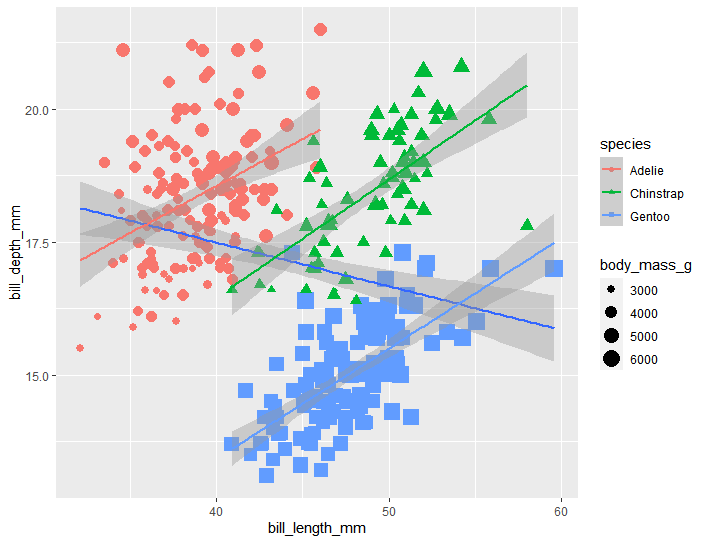 20.0
17.5
15.0
bill_depth_mm
40
50
60
bill_length_mm
species
Adelie
Chinstrap
Gentoo
body_mass_g
3000
4000
5000
6000